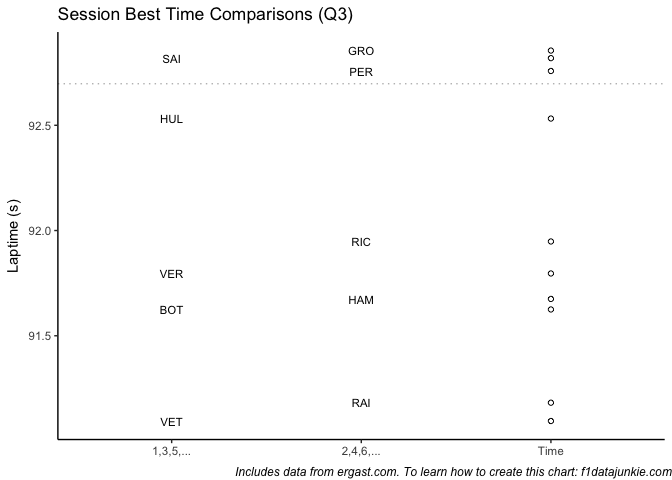 Session Best Time Comparisons (Q3)
GRO
SAI
PER
92.5
HUL
92.0
RIC
Laptime (s)
VER
HAM
BOT
91.5
RAI
VET
1,3,5,...
2,4,6,...
Time
Includes data from ergast.com. To learn how to create this chart: f1datajunkie.com